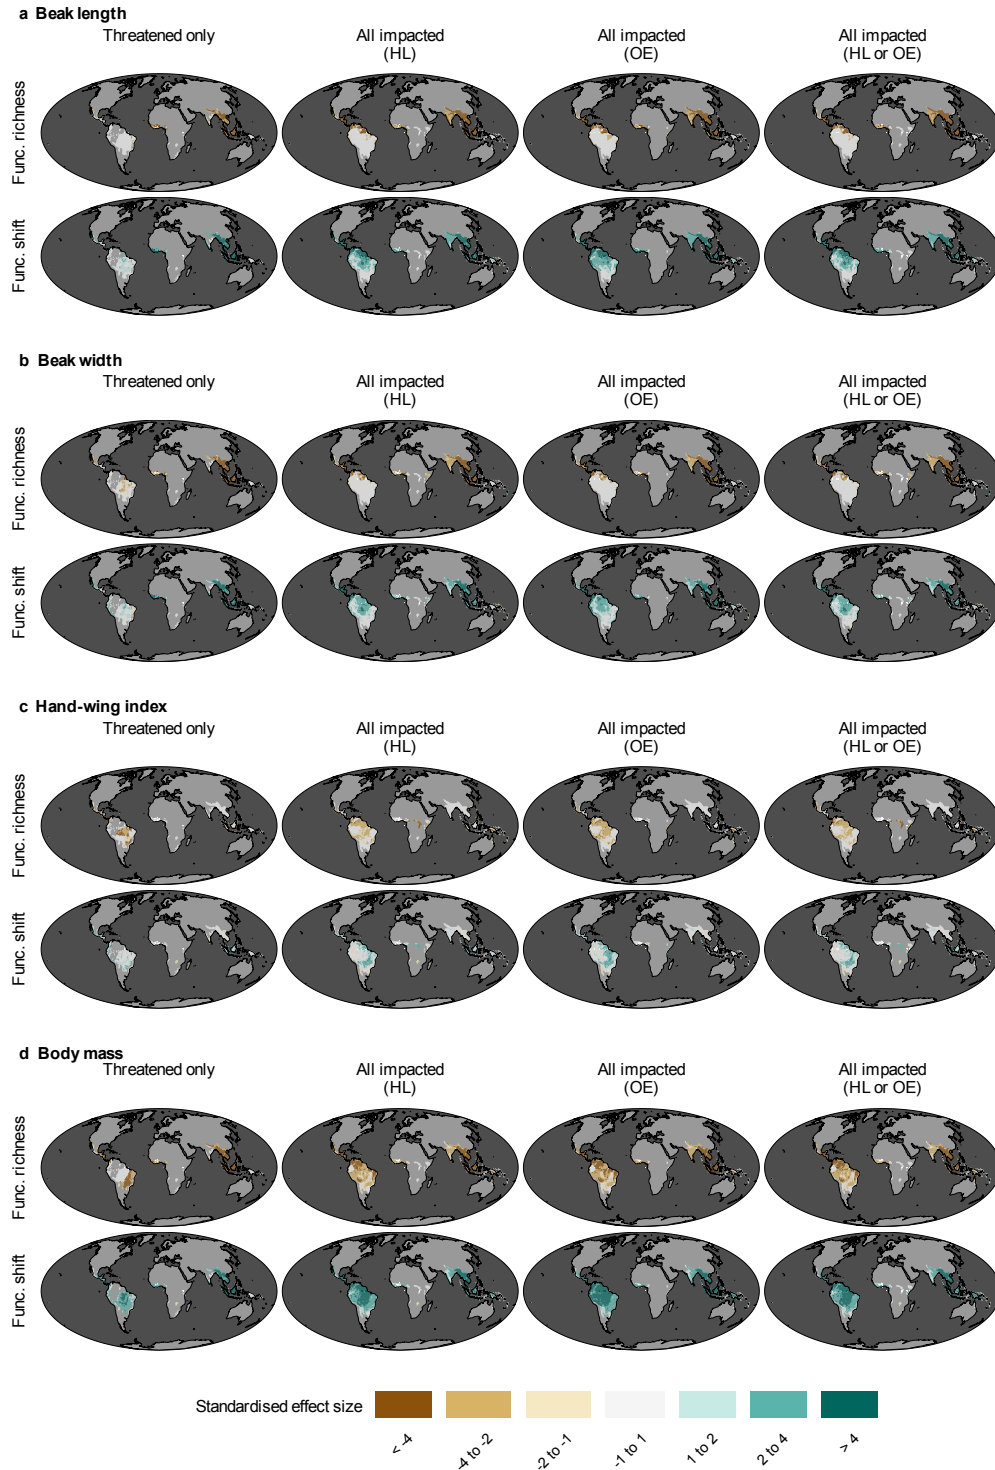 a Beak length
Threatened only
All impacted
(HL)
All impacted
(OE)
All impacted
(HL or OE)
Func. richness
Func. shift
b Beak width
Threatened only
All impacted
(HL)
All impacted
(OE)
All impacted
(HL or OE)
Func. richness
Func. shift
c Hand-wing index
Threatened only
All impacted
(HL)
All impacted
(OE)
All impacted
(HL or OE)
Func. richness
Func. shift
d Body mass
Threatened only
All impacted
(HL)
All impacted
(OE)
All impacted
(HL or OE)
Func. richness
Func. shift
Standardised effect size
< -4
-4 to -2
-2 to -1
-1 to 1
1 to 2
2 to 4
> 4